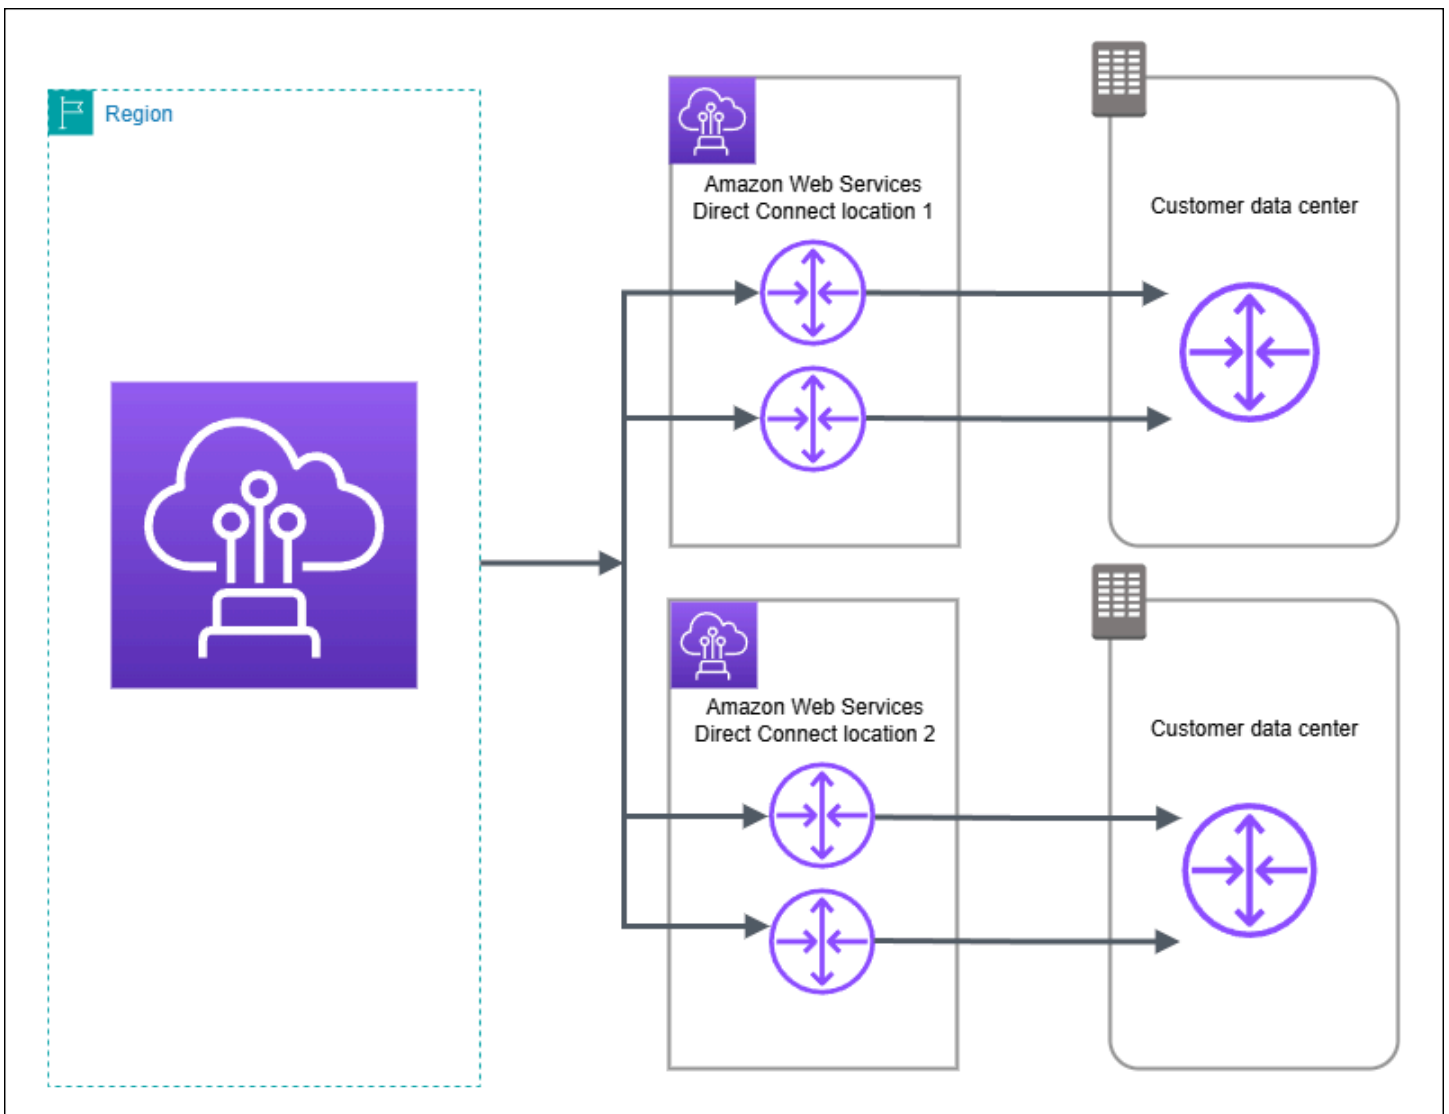 Region
Amazon Web Services
Direct Connect location 1
Customer data center
Amazon Web Services
Direct Connect location 2
Customer data center